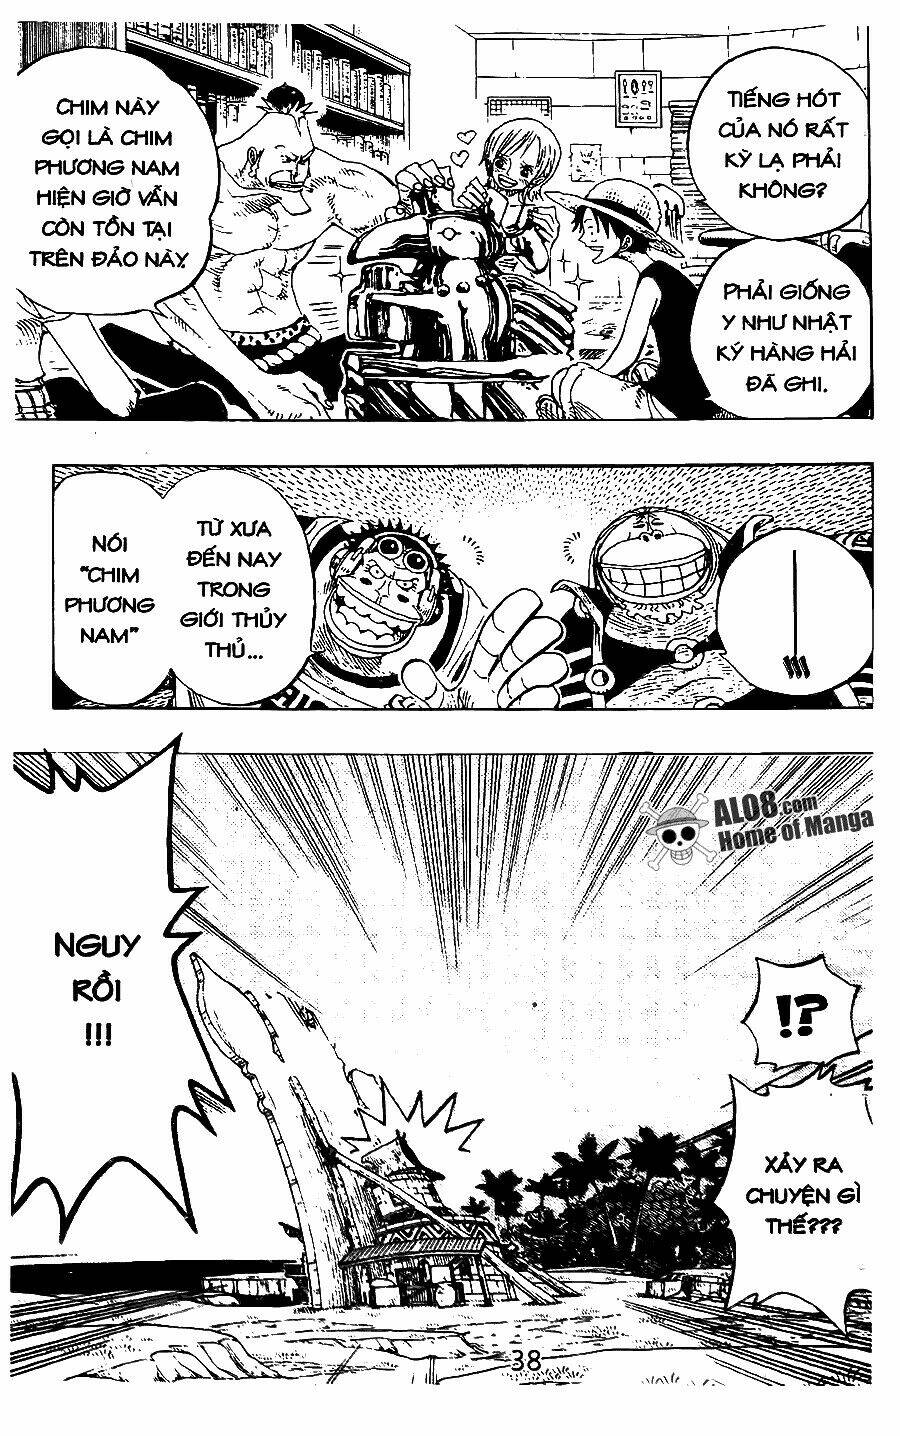 TIẾNG HÓT
CỦA NÓ RẤT
KỲ LẠ PHẢI
KHÔNG?
PHẢI GIỐNG
Y NHƯ NHẬT
KÝ HÀNG HẢI
ĐÃ GHI.
CHIM NÀY
GỌI LÀ CHIM
PHƯƠNG NAM
HIỆN GIỜ VẪN
CÒN TỒN TẠI
TRÊN ĐẢO NÀY.
!!!
TỪ XƯA
ĐẾN NAY
TRONG
GIỚI THỦY
THỦ...
NÓI
"CHIM
PHƯƠNG
NAM"
ALO8.com
Home of Manga
!?
XẢY RA
CHUYỆN GÌ
THẾ???
NGUY
RỒI
!!!
38